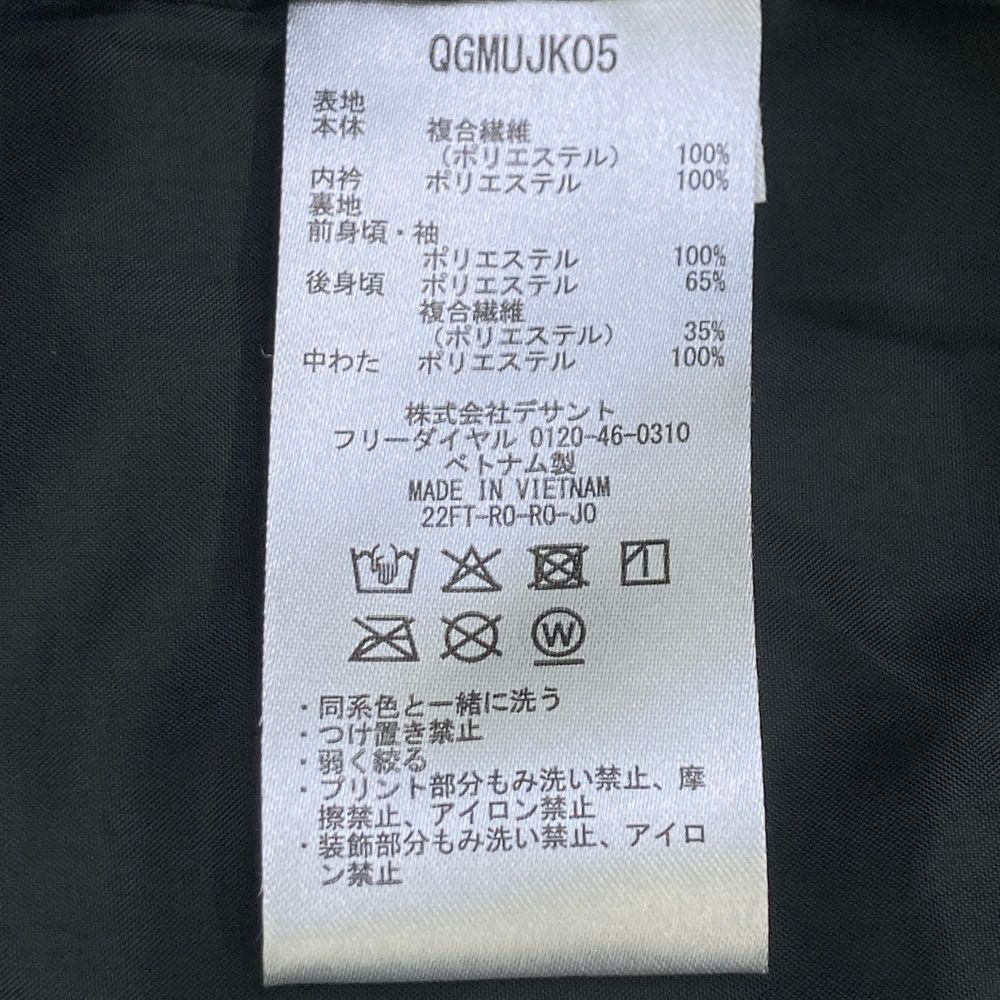 QGMUJK05
表地
本体 複合繊維
（ポリエステル） 100%
内衿 ポリエステル 100%
裏地
前身頃・袖
ポリエステル 100%
後身頃 ポリエステル 65%
複合繊維
（ポリエステル） 35%
中わた ポリエステル 100%
株式会社デサント
フリーダイヤル 0120-46-0310
ベトナム製
MADE IN VIETNAM
22FT-RO-RO-JO
W
・同系色と一緒に洗う
・つけ置き禁止
・弱く絞る
・プリント部分もみ洗い禁止、摩
擦禁止、アイロン禁止
・装飾部分もみ洗い禁止、アイロ
ン禁止